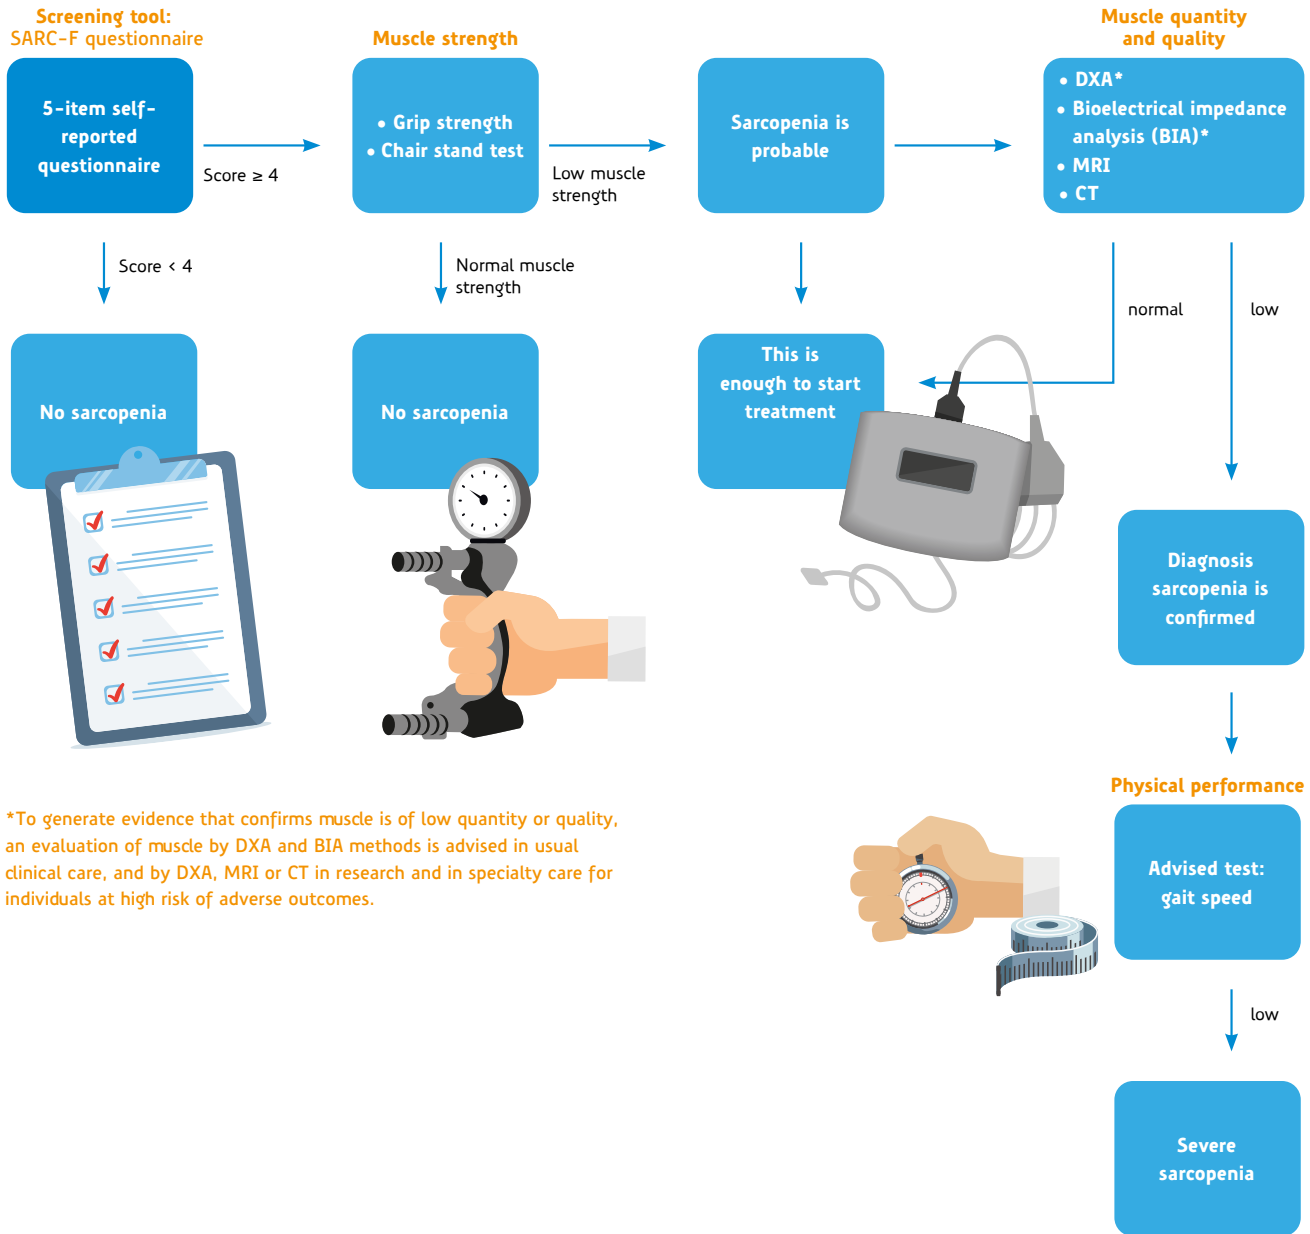 Screening tool:
SARC-F questionnaire
5-item self-
reported
questionnaire
Score ≥ 4
Score < 4
No sarcopenia
Muscle strength
• Grip strength
• Chair stand test
Low muscle
strength
Normal muscle
strength
No sarcopenia
Sarcopenia is
probable
This is
enough to start
treatment
Muscle quantity
and quality
• DXA*
• Bioelectrical impedance
analysis (BIA)*
• MRI
• CT
normal
low
Diagnosis
sarcopenia is
confirmed
Physical performance
Advised test:
gait speed
low
Severe
sarcopenia
*To generate evidence that confirms muscle is of low quantity or quality,
an evaluation of muscle by DXA and BIA methods is advised in usual
clinical care, and by DXA, MRI or CT in research and in specialty care for
individuals at high risk of adverse outcomes.